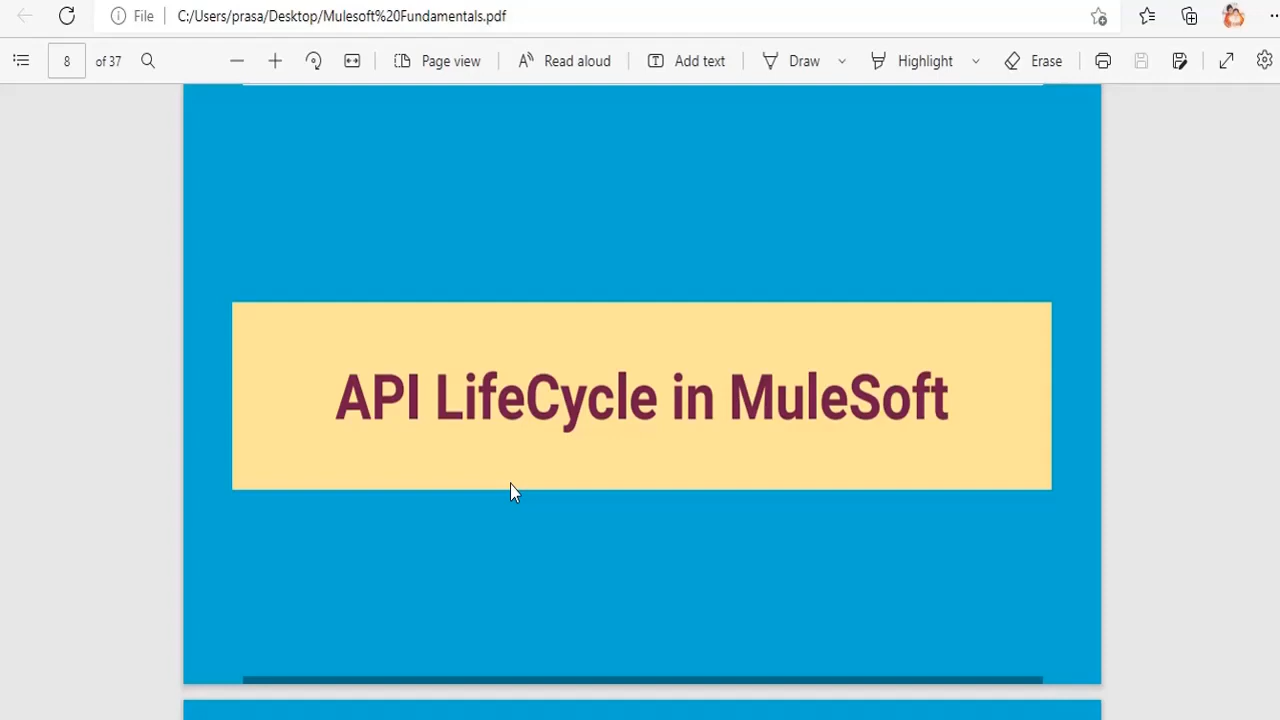 File C:/Users/prasa/Desktop/Mulesoft%20Fundamentals.pdf
8 of 37 Page view Read aloud Add text Draw Highlight Erase
API LifeCycle in MuleSoft